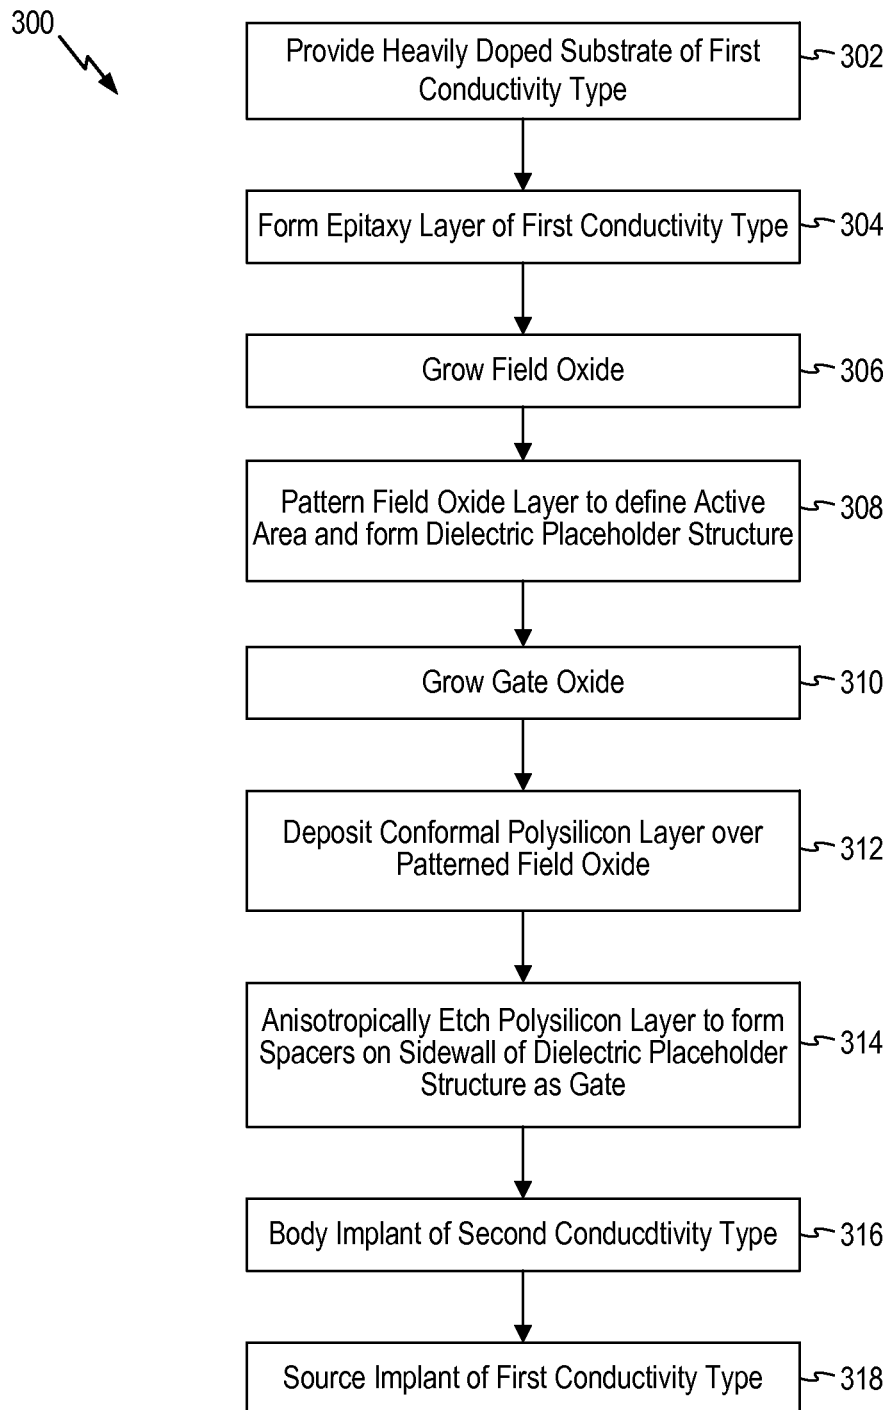 300
Provide Heavily Doped Substrate of First
Conductivity Type
302
Form Epitaxy Layer of First Conductivity Type
304
Grow Field Oxide
306
Pattern Field Oxide Layer to define Active
Area and form Dielectric Placeholder Structure
308
Grow Gate Oxide
310
Deposit Conformal Polysilicon Layer over
Patterned Field Oxide
312
Anisotropically Etch Polysilicon Layer to form
Spacers on Sidewall of Dielectric Placeholder
Structure as Gate
314
Body Implant of Second Conducdtivity Type
316
Source Implant of First Conductivity Type
318